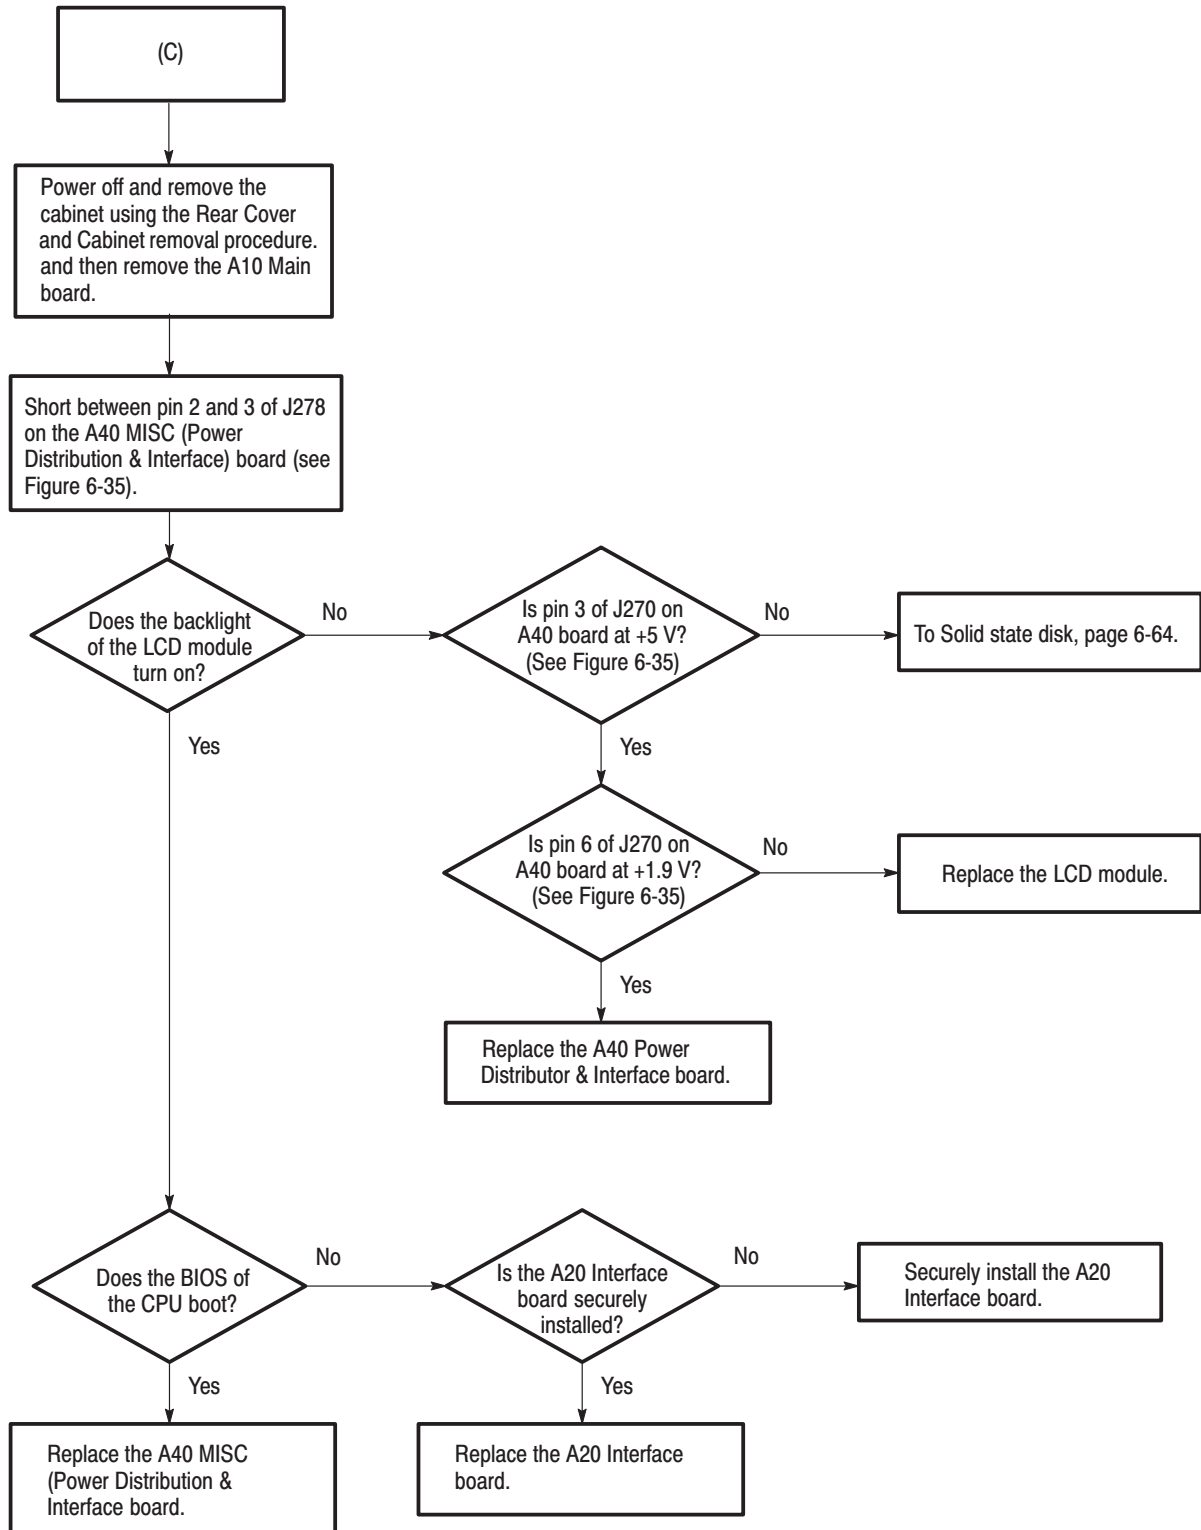 (C)
Power off and remove the
cabinet using the Rear Cover
and Cabinet removal procedure.
and then remove the A10 Main
board.
Short between pin 2 and 3 of J278
on the A40 MISC (Power
Distribution & Interface) board (see
Figure 6-35).
Does the backlight
of the LCD module
turn on?
No
Is pin 3 of J270 on
A40 board at +5 V?
(See Figure 6-35)
No
To Solid state disk, page 6-64.
Yes
Yes
Is pin 6 of J270 on
A40 board at +1.9 V?
(See Figure 6-35)
No
Replace the LCD module.
Yes
Replace the A40 Power
Distributor & Interface board.
Does the BIOS of
the CPU boot?
No
Is the A20 Interface
board securely
installed?
No
Securely install the A20
Interface board.
Yes
Yes
Replace the A40 MISC
(Power Distribution &
Interface board.
Replace the A20 Interface
board.